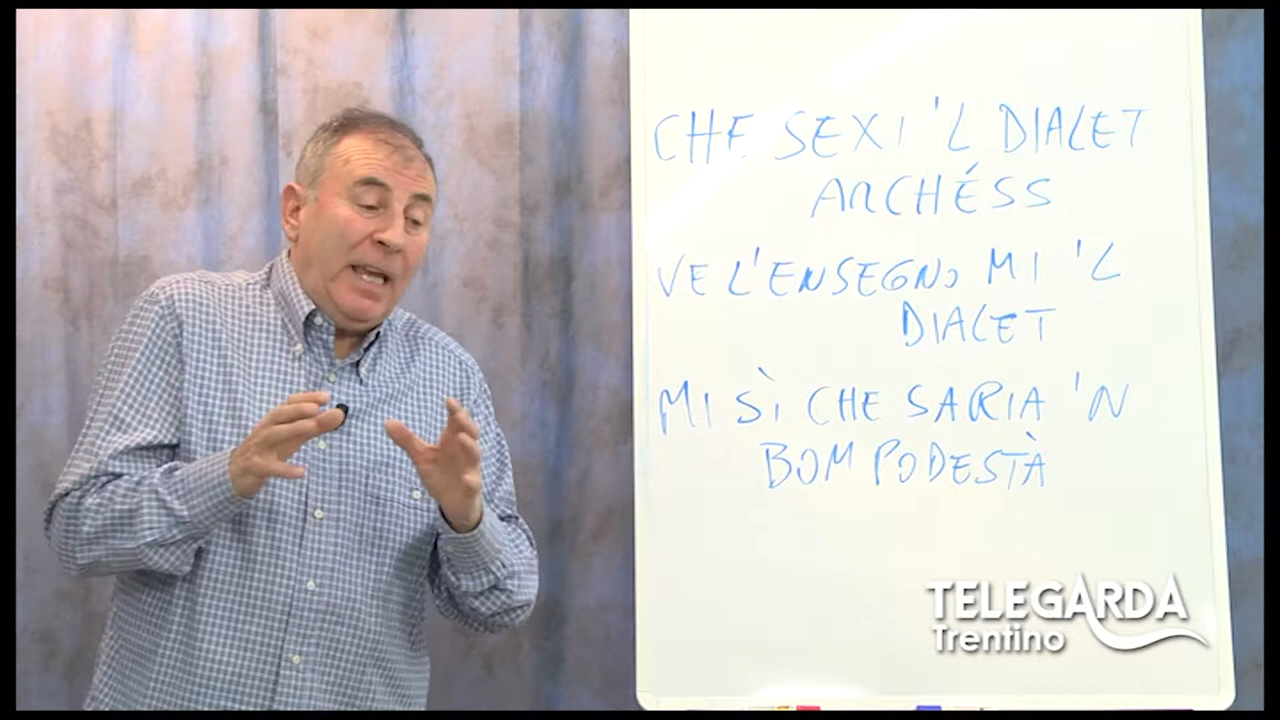 CHE SEXI 'L DIALET
ARCHÉSS
VE L'ENSEGNO MI 'L
DIALET
MI SÌ CHE SARIA 'N
BOM PODESTÀ
TELEGARDA
Trentino